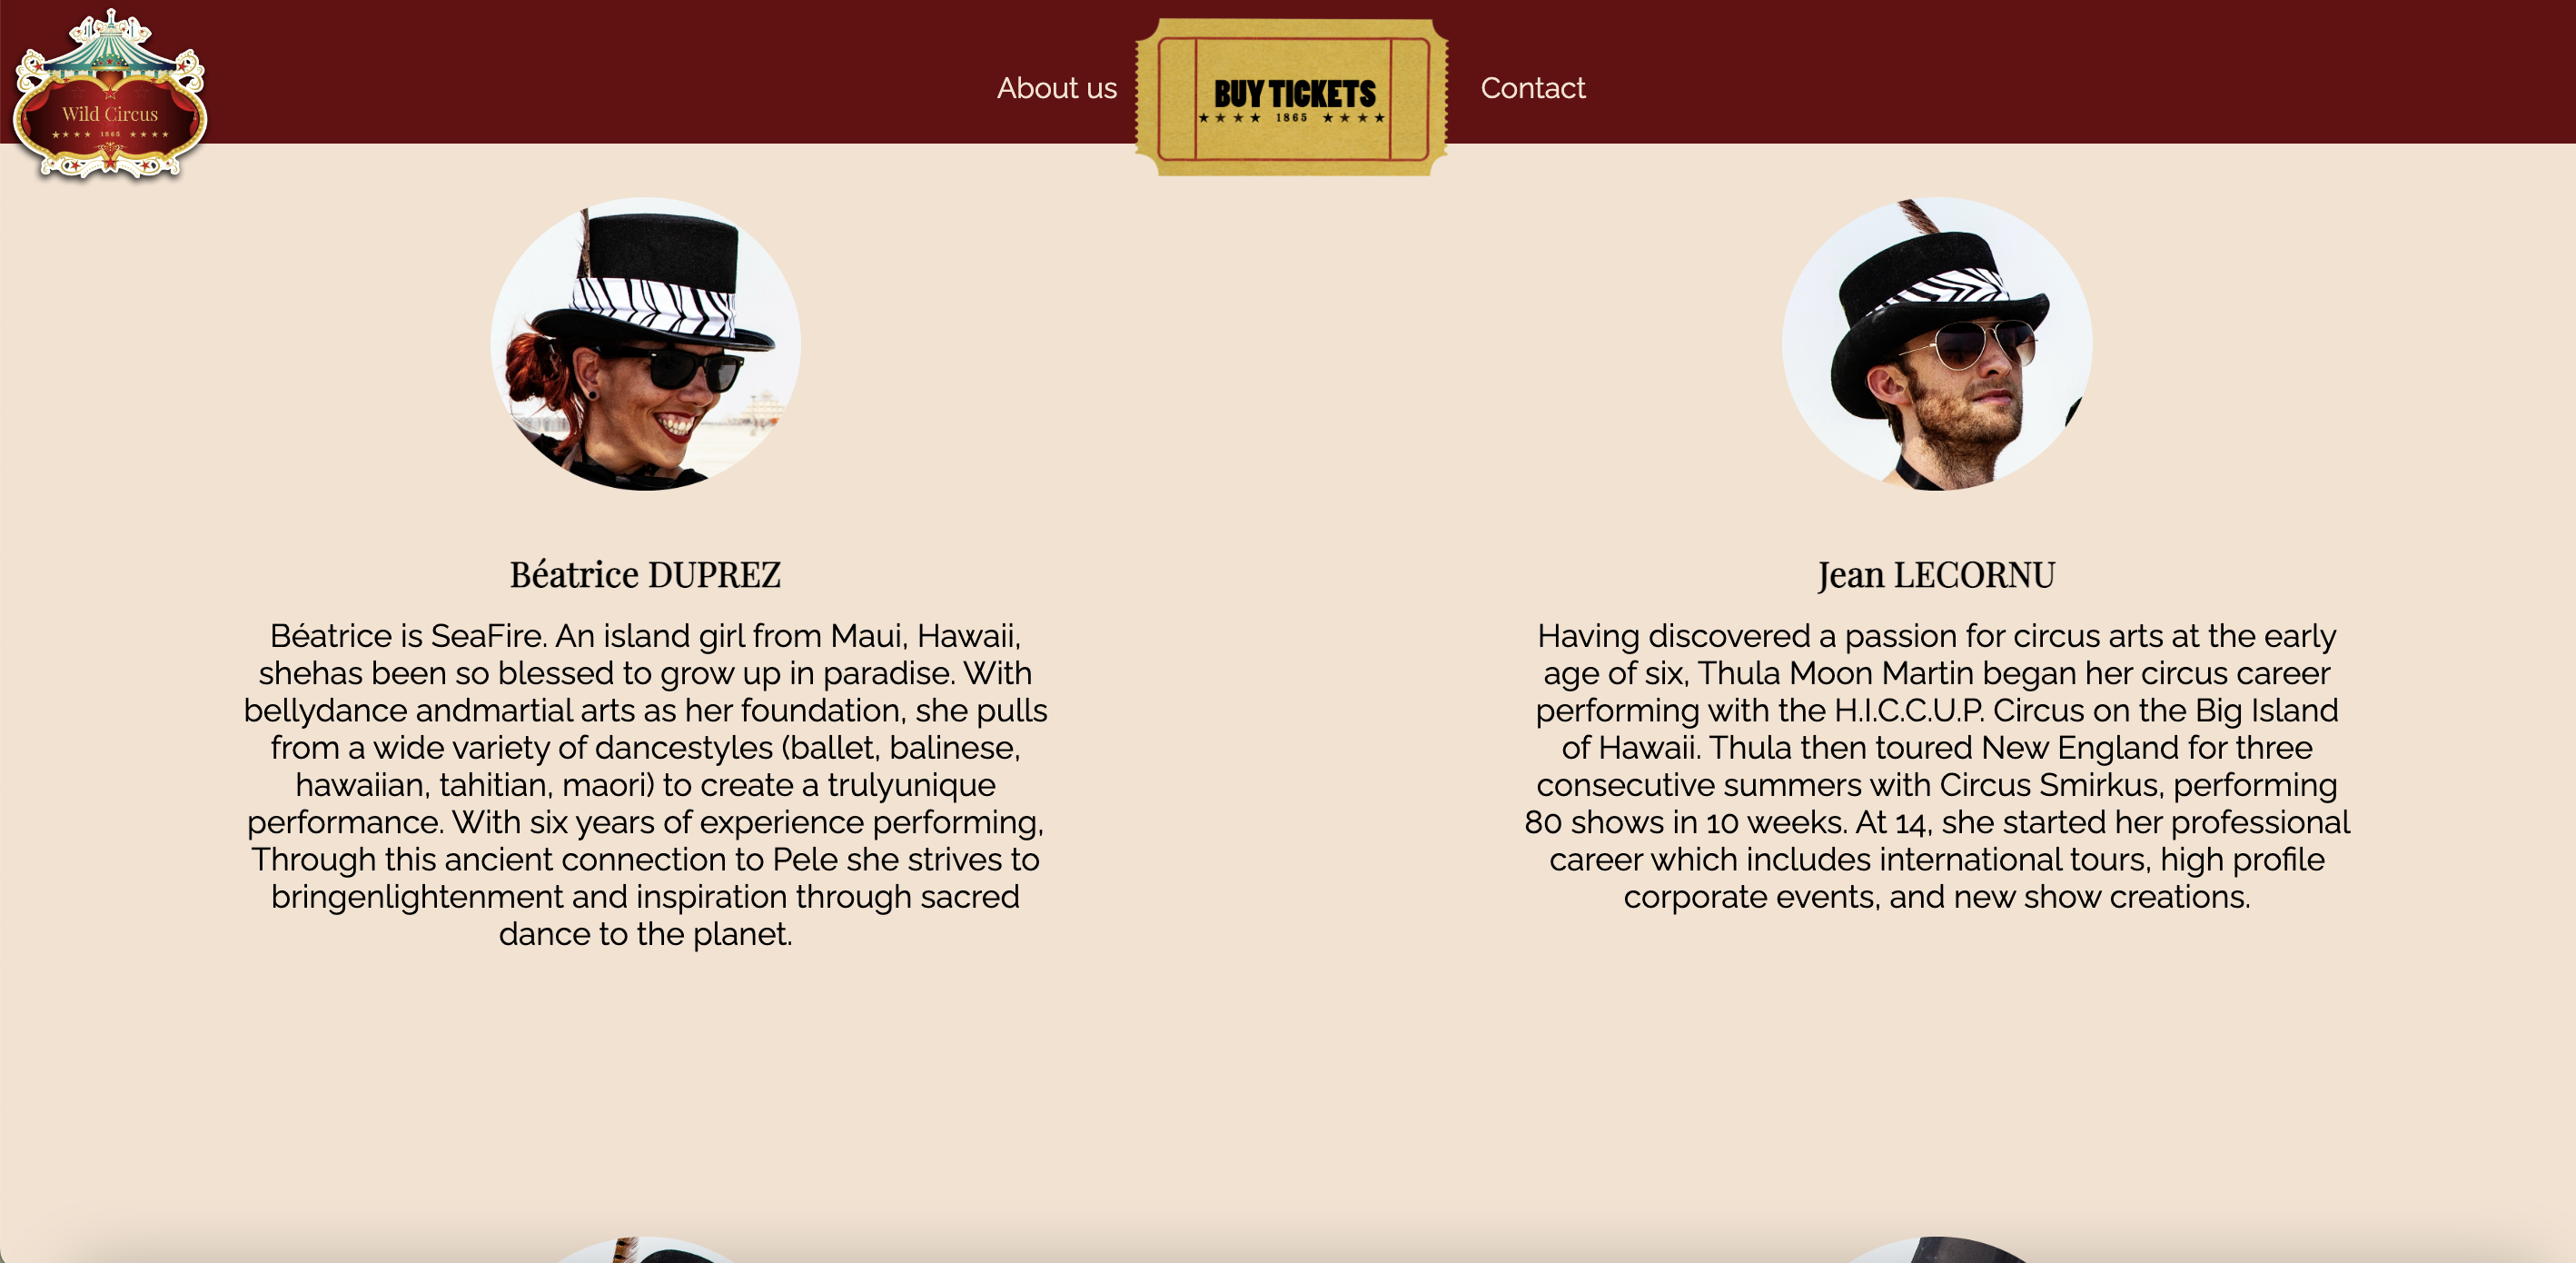 Wild Circus
★★★★ 1865 ★★★★
About us
BUY TICKETS
★★★★ 1865 ★★★★
Contact
Béatrice DUPREZ
Béatrice is SeaFire. An island girl from Maui, Hawaii,
shehas been so blessed to grow up in paradise. With
bellydance andmartial arts as her foundation, she pulls
from a wide variety of dancestyles (ballet, balinese,
hawaiian, tahitian, maori) to create a trulyunique
performance. With six years of experience performing,
Through this ancient connection to Pele she strives to
bringenlightenment and inspiration through sacred
dance to the planet.
Jean LECORNU
Having discovered a passion for circus arts at the early
age of six, Thula Moon Martin began her circus career
performing with the H.I.C.C.U.P. Circus on the Big Island
of Hawaii. Thula then toured New England for three
consecutive summers with Circus Smirkus, performing
80 shows in 10 weeks. At 14, she started her professional
career which includes international tours, high profile
corporate events, and new show creations.